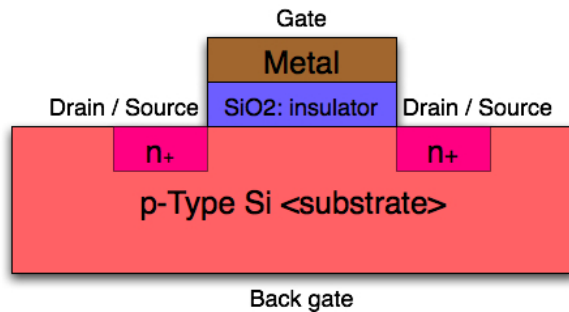 Gate
Metal
Drain / Source
SiO2: insulator
Drain / Source
n+
n+
p-Type Si <substrate>
Back gate